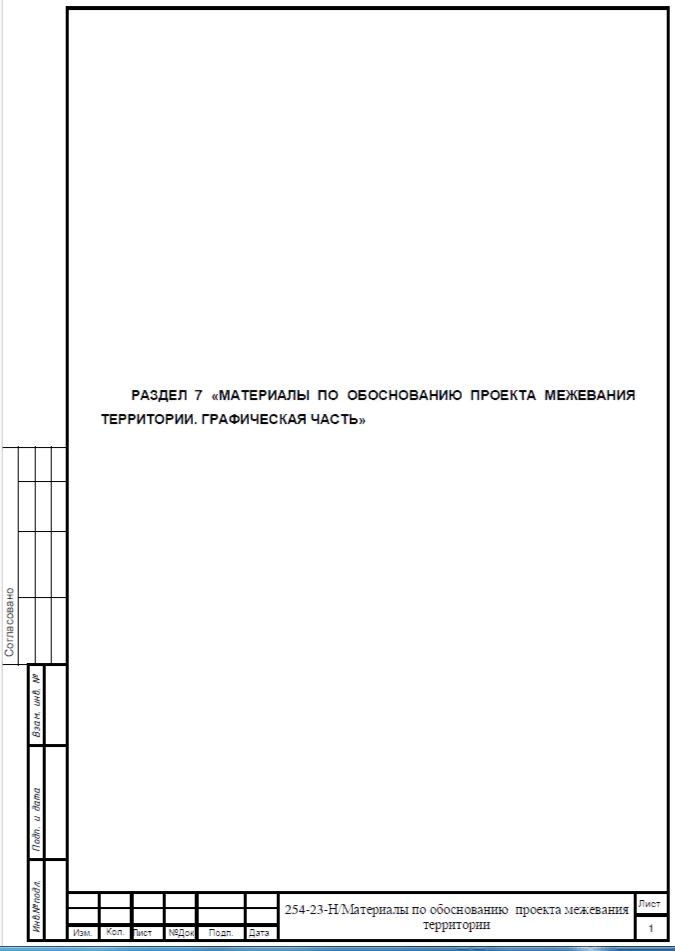 РАЗДЕЛ 7 «МАТЕРИАЛЫ ПО ОБОСНОВАНИЮ ПРОЕКТА МЕЖЕВАНИЯ
ТЕРРИТОРИИ. ГРАФИЧЕСКАЯ ЧАСТЬ»
Согласовано
Взам. инв. №
Подп. и дата
Инв.№подл.
254-23-Н/Материалы по обоснованию проекта межевания
территории
Лист
1
Изм. Кол. Лист №Док Подп. Дата